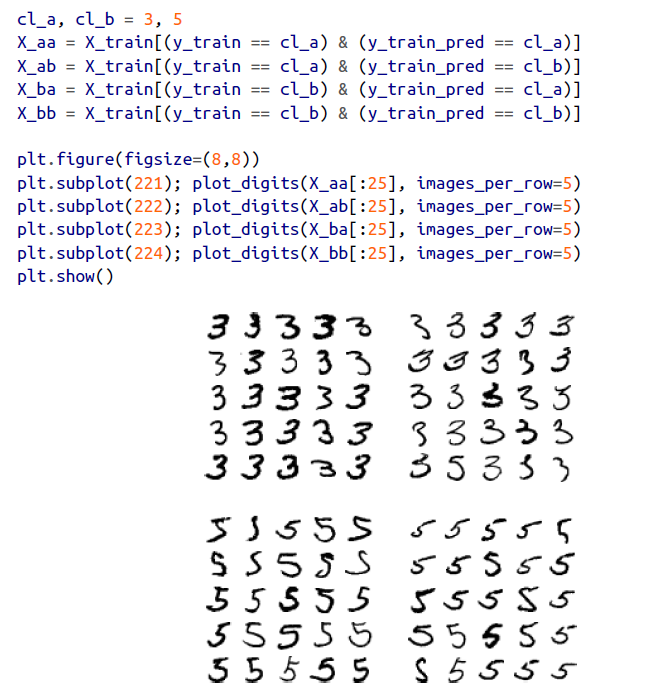 cl_a, cl_b = 3, 5
X_aa = X_train[(y_train == cl_a) & (y_train_pred == cl_a)]
X_ab = X_train[(y_train == cl_a) & (y_train_pred == cl_b)]
X_ba = X_train[(y_train == cl_b) & (y_train_pred == cl_a)]
X_bb = X_train[(y_train == cl_b) & (y_train_pred == cl_b)]
plt.figure(figsize=(8,8))
plt.subplot(221); plot_digits(X_aa[:25], images_per_row=5)
plt.subplot(222); plot_digits(X_ab[:25], images_per_row=5)
plt.subplot(223); plot_digits(X_ba[:25], images_per_row=5)
plt.subplot(224); plot_digits(X_bb[:25], images_per_row=5)
plt.show()
3 3 3 3 3 3 3 3 3 3
3 3 3 3 3 3 3 3 3 3
3 3 3 3 3 3 3 3 3 3
3 3 3 3 3 3 3 3 3 3
3 3 3 3 3 3 5 3 3 3
5 5 5 5 5 5 5 5 5 5
5 5 5 5 5 5 5 5 5 5
5 5 5 5 5 5 5 5 5 5
5 5 5 5 5 5 5 5 5 5
5 5 5 5 5 5 5 5 5 5